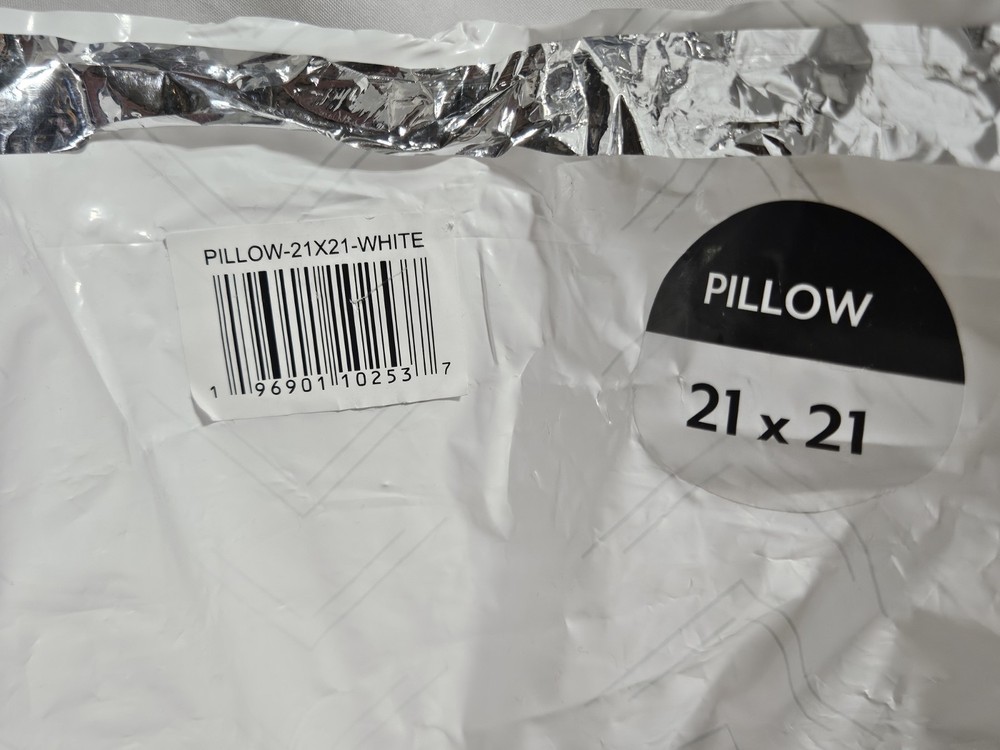 PILLOW-21X21-WHITE
1 96901 10253 7
PILLOW
21 x 21